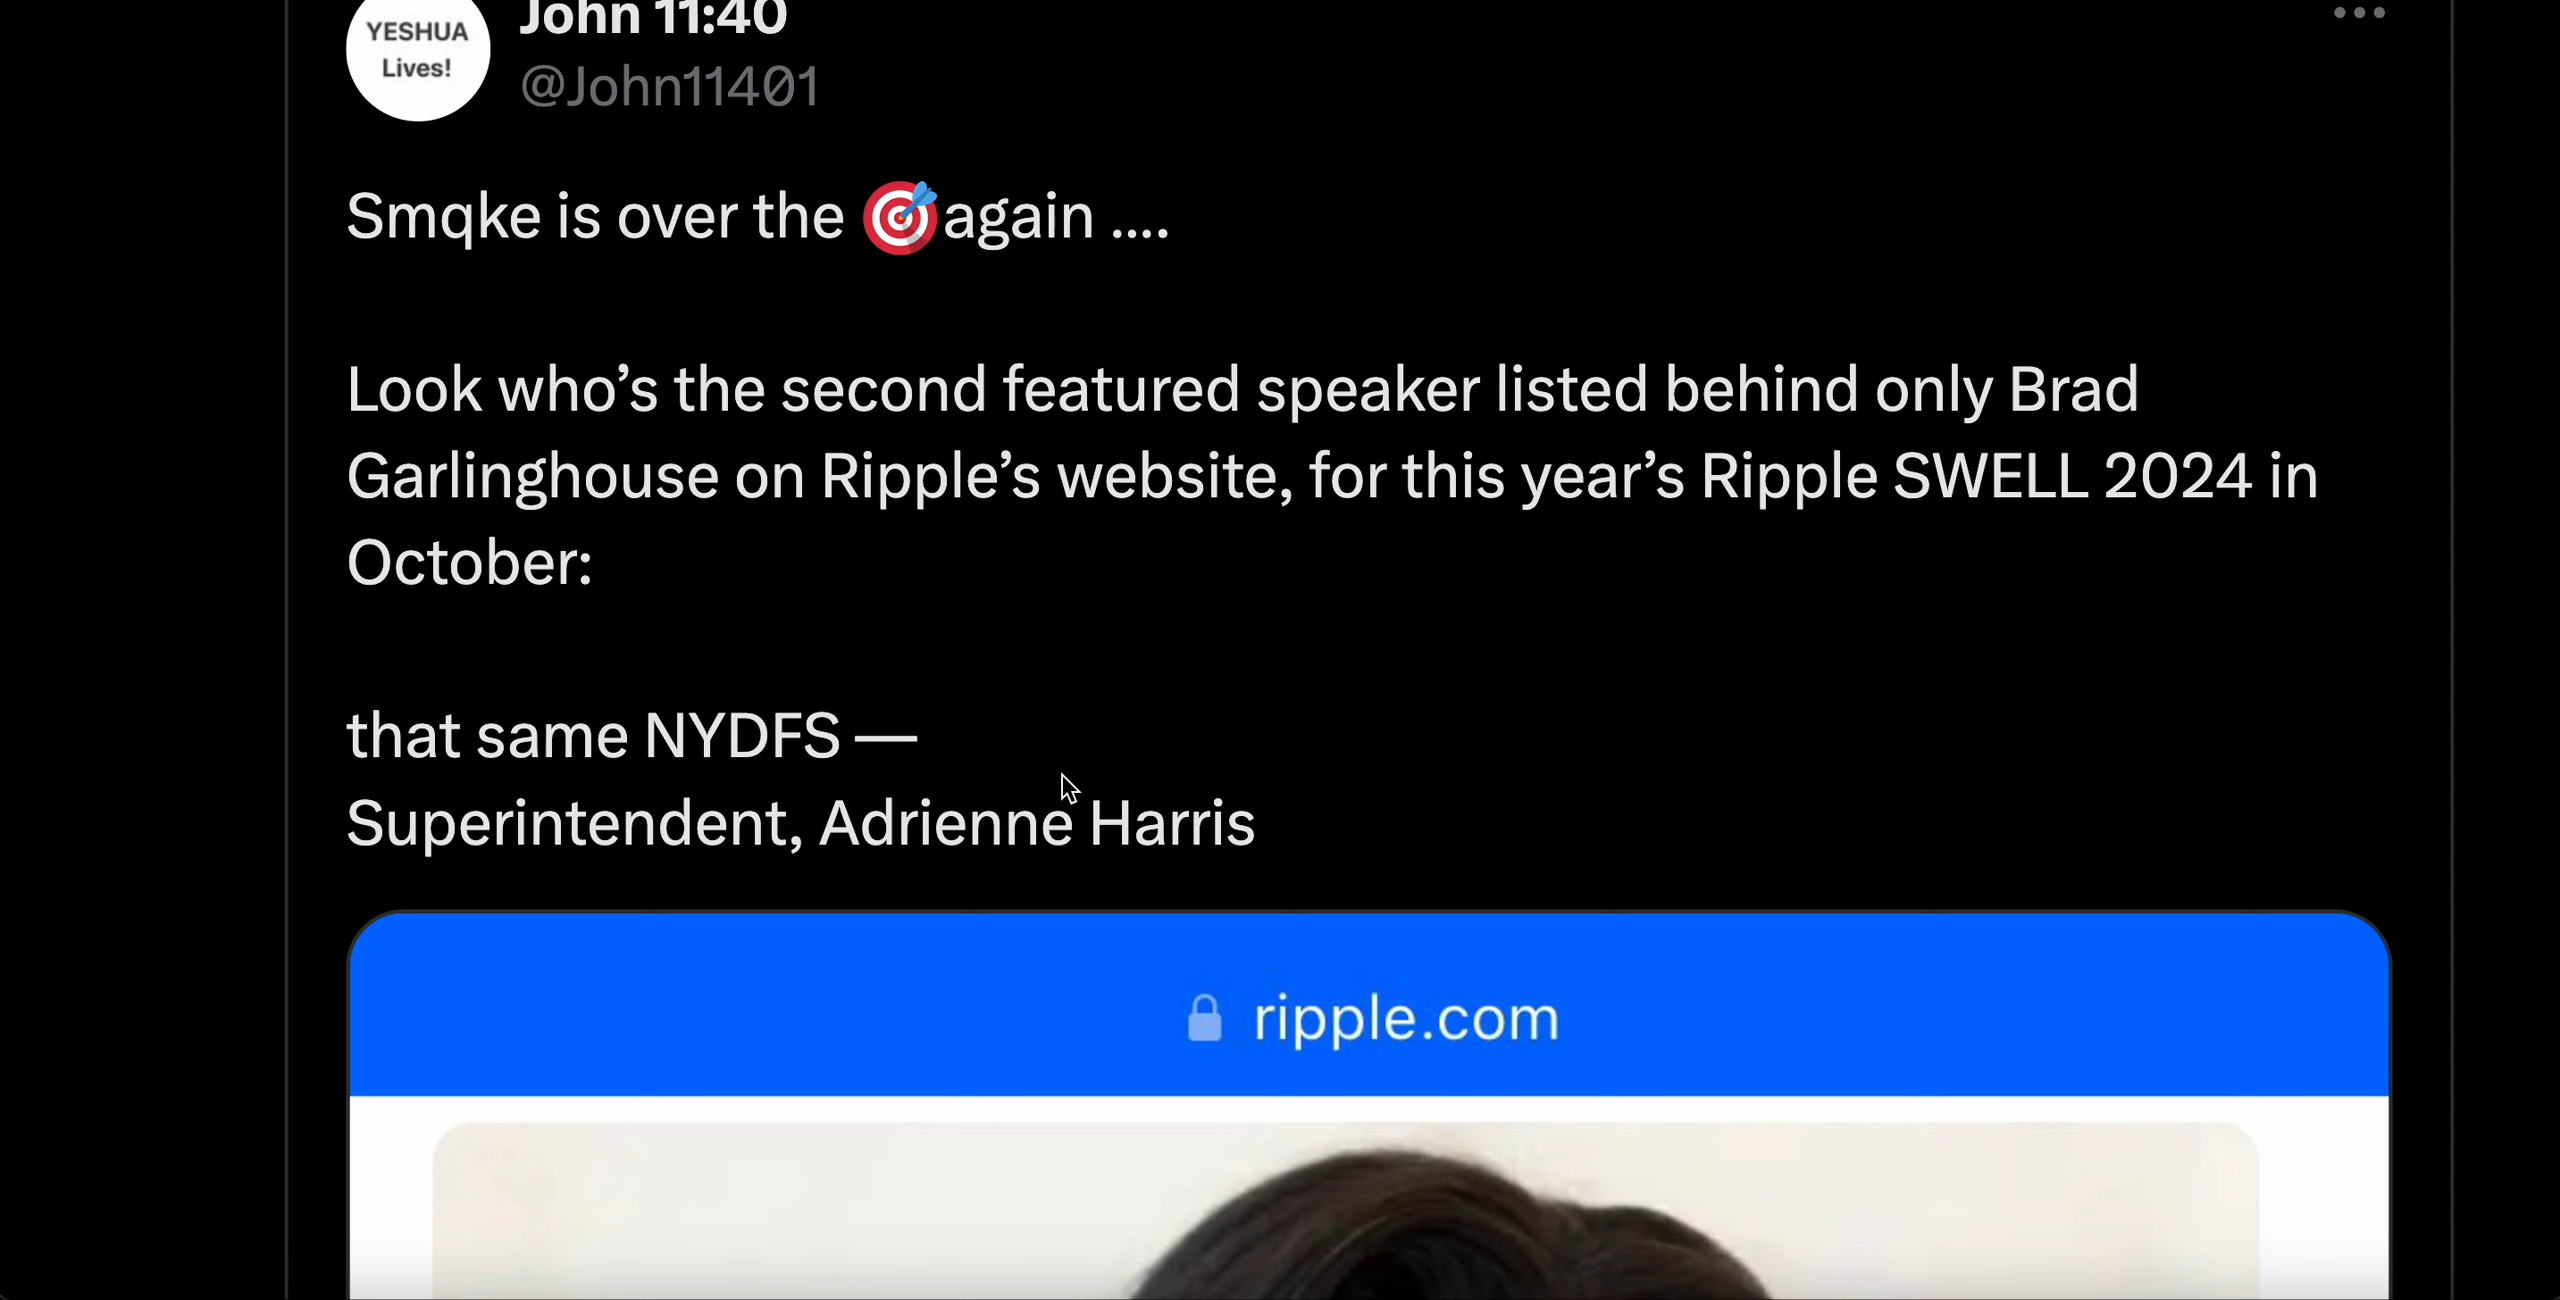 YESHUA
Lives!
John 11:40
@John11401
Smqke is over the 🎯again ....
Look who’s the second featured speaker listed behind only Brad
Garlinghouse on Ripple’s website, for this year’s Ripple SWELL 2024 in
October:
that same NYDFS —
Superintendent, Adrienne Harris
ripple.com